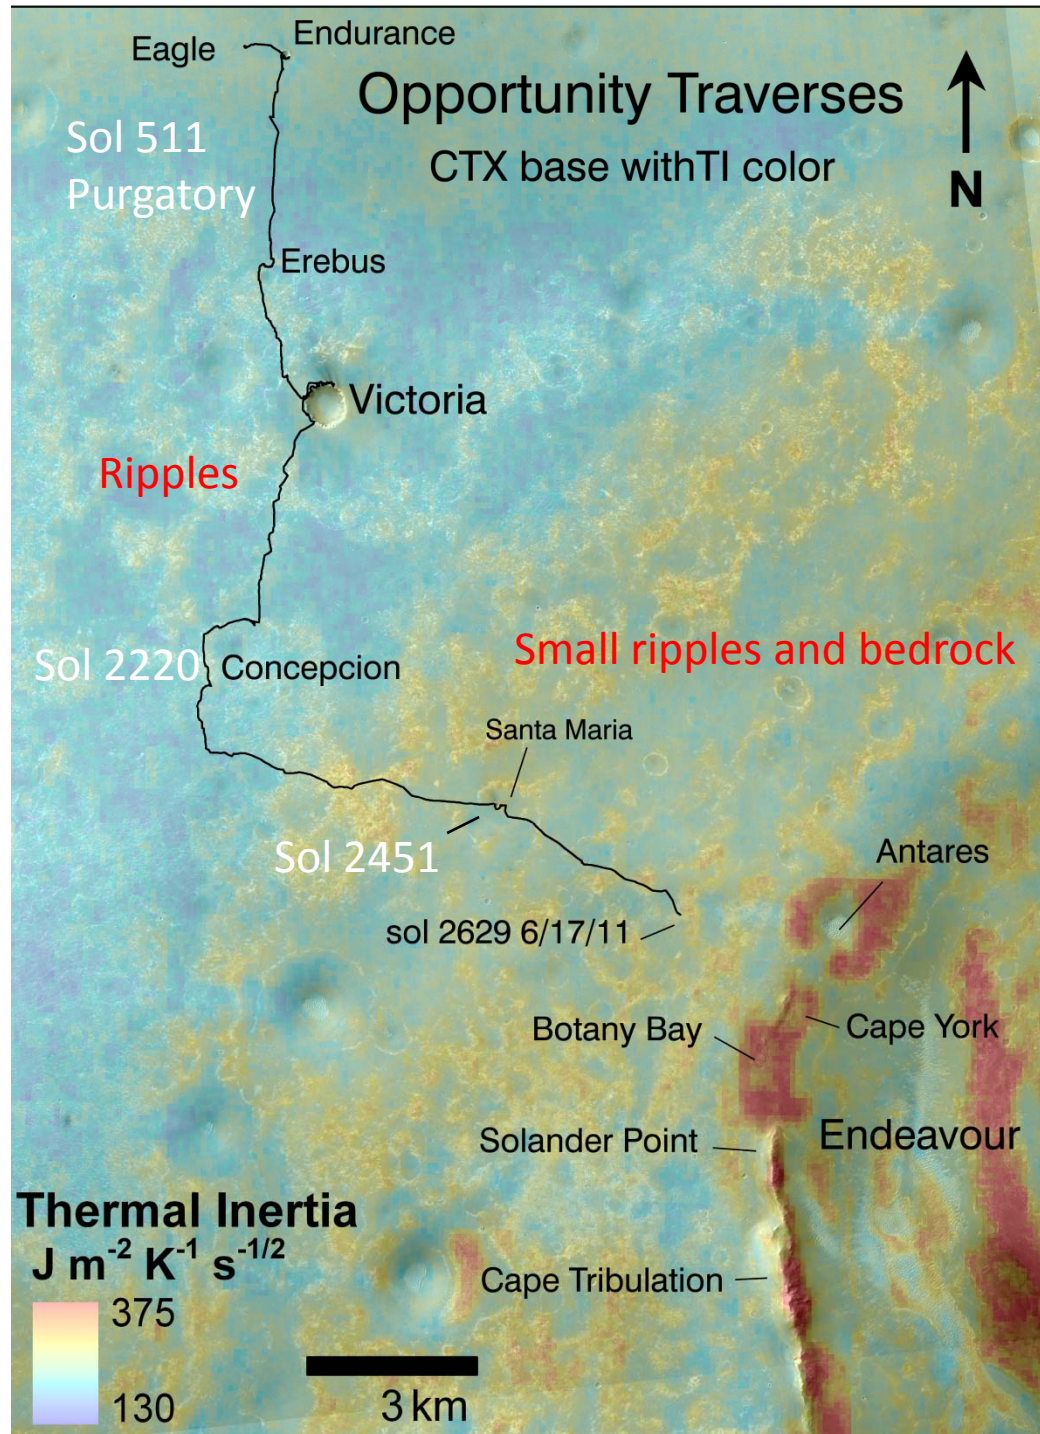 Endurance
Eagle
Opportunity Traverses
CTX base withTI color
N
Sol 511
Purgatory
Erebus
Victoria
Ripples
Small ripples and bedrock
Sol 2220
Concepcion
Santa Maria
Sol 2451
Antares
sol 2629 6/17/11
Botany Bay
Cape York
Solander Point
Endeavour
Thermal Inertia
J m⁻² K⁻¹ s⁻¹/²
Cape Tribulation
375
130
3 km